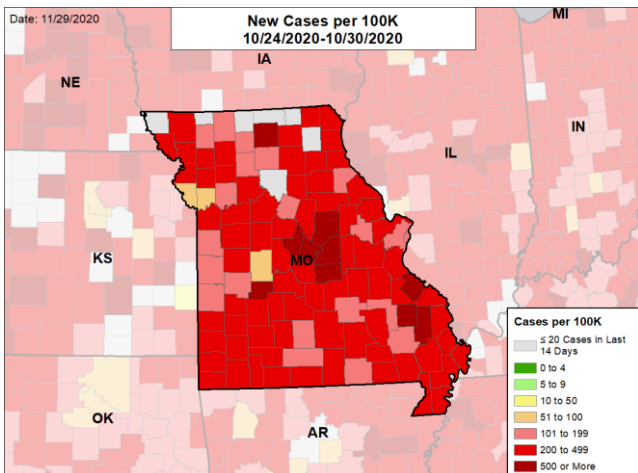 Date: 11/29/2020
New Cases per 100K
10/24/2020-10/30/2020
MI
IA
NE
IN
IL
KS
MO
OK
AR
Cases per 100K
≤ 20 Cases in Last
14 Days
0 to 4
5 to 9
10 to 50
51 to 100
101 to 199
200 to 499
500 or More